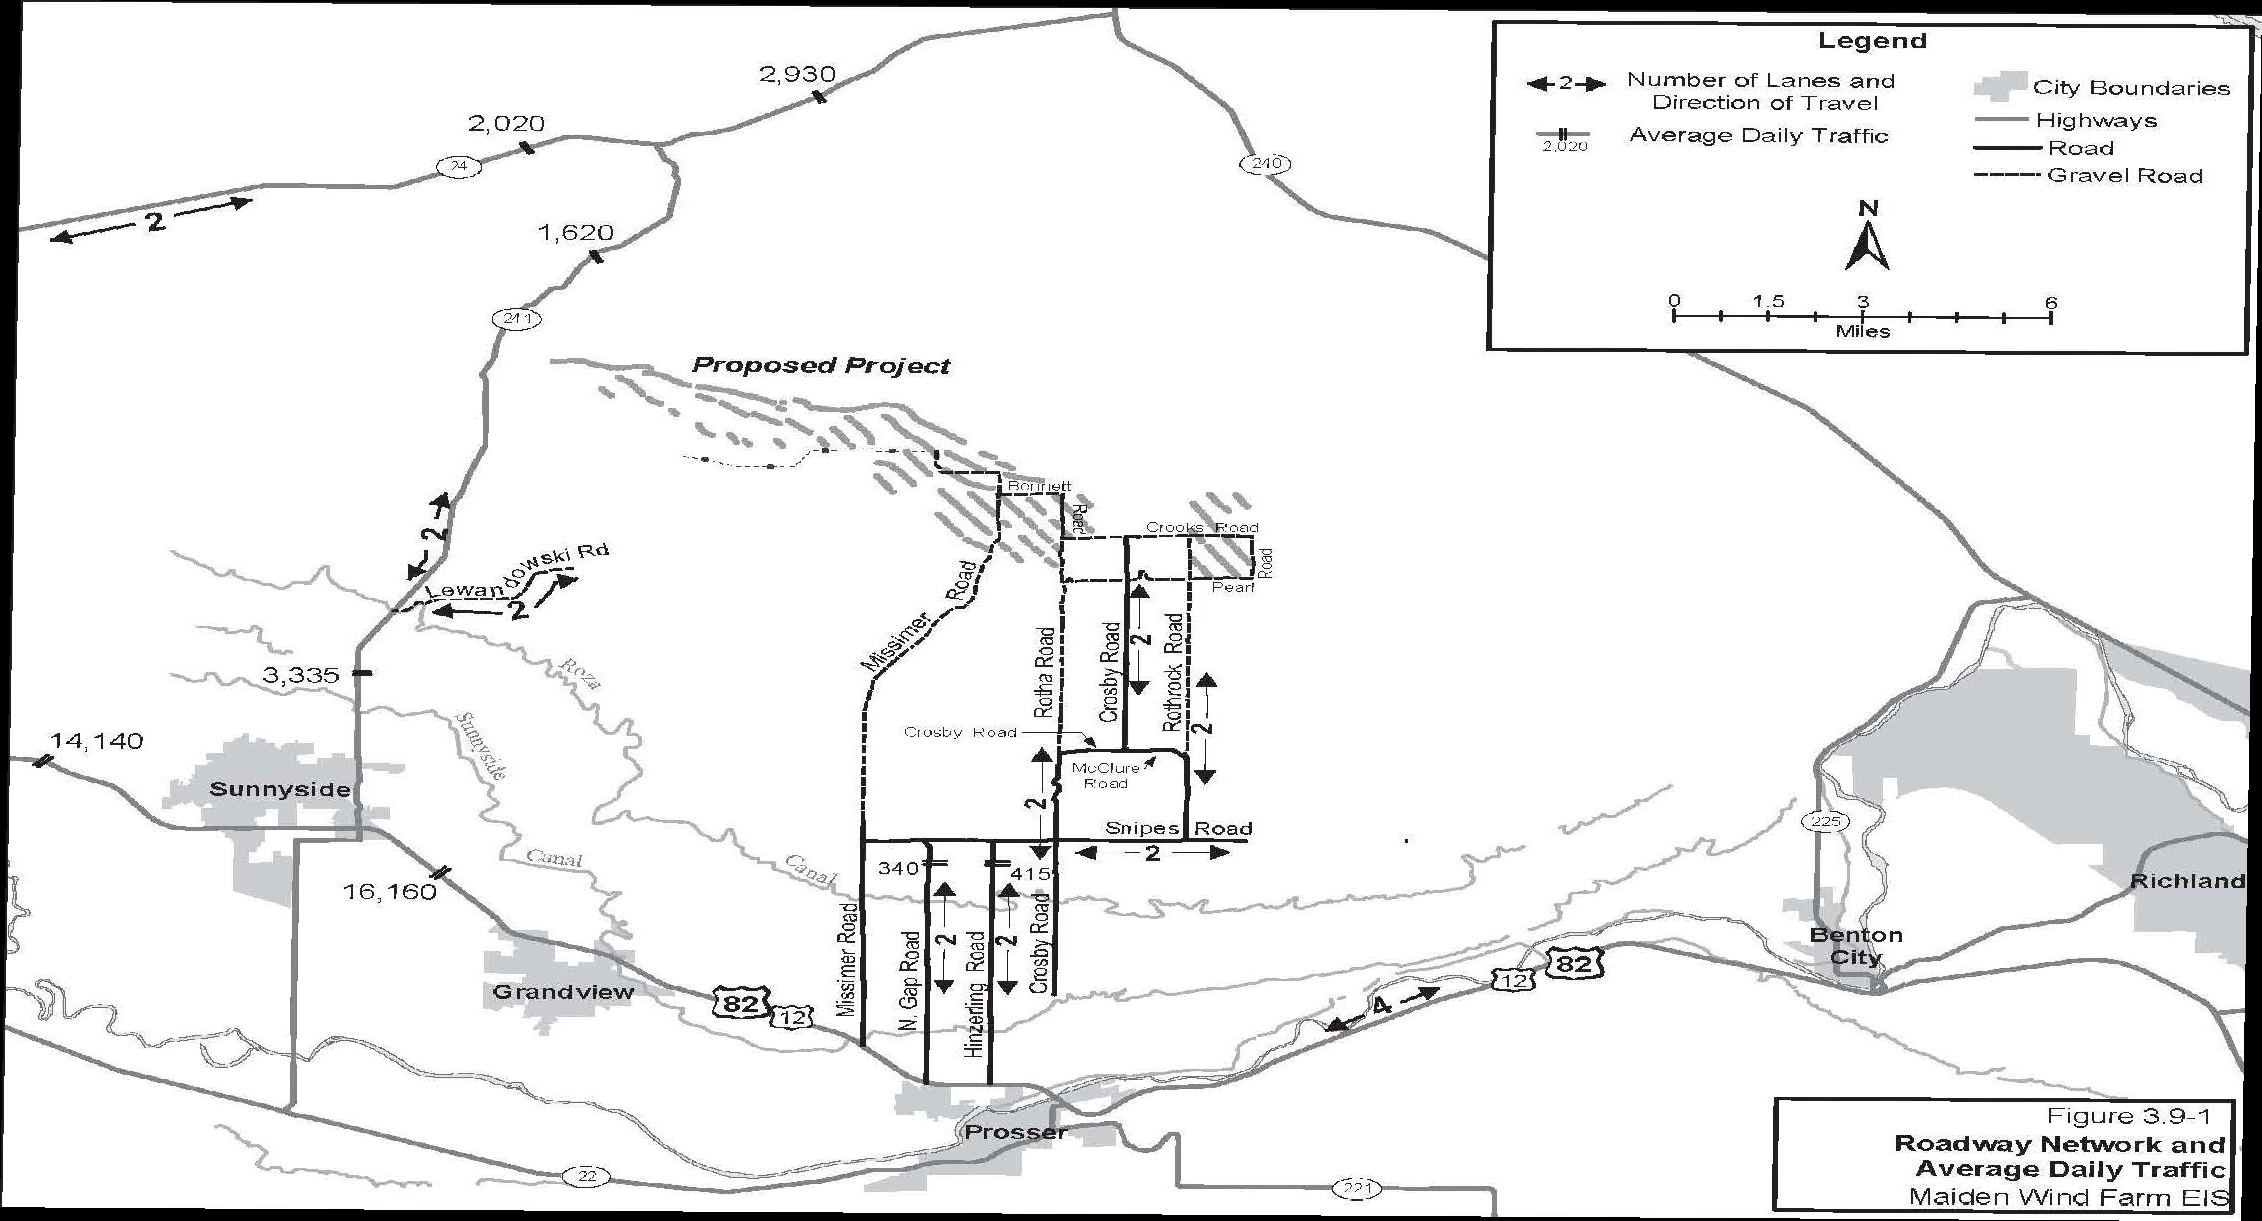 Legend
2
Number of Lanes and
Direction of Travel
2,020
Average Daily Traffic
City Boundaries
Highways
Road
Gravel Road
N
0 1.5 3 6
Miles
2,930
2,020
24
240
2
1,620
241
Proposed Project
Bennett
Road
Crooks Road
Road
Pearl
2
Lewandowski Rd
2
Missimer Road
Rotha Road
Crosby Road
2
Rothrock Road
2
Roza
3,335
Sunnyside
14,140
Crosby Road
McClure
Road
2
Sunnyside
Snipes Road
2
225
Canal
Canal
340
415
16,160
Richland
Missimer Road
N. Gap Road
2
Hinzerling Road
2
Crosby Road
Benton
City
82
12
Grandview
82
12
4
Prosser
22
221
Figure 3.9-1
Roadway Network and
Average Daily Traffic
Maiden Wind Farm EIS